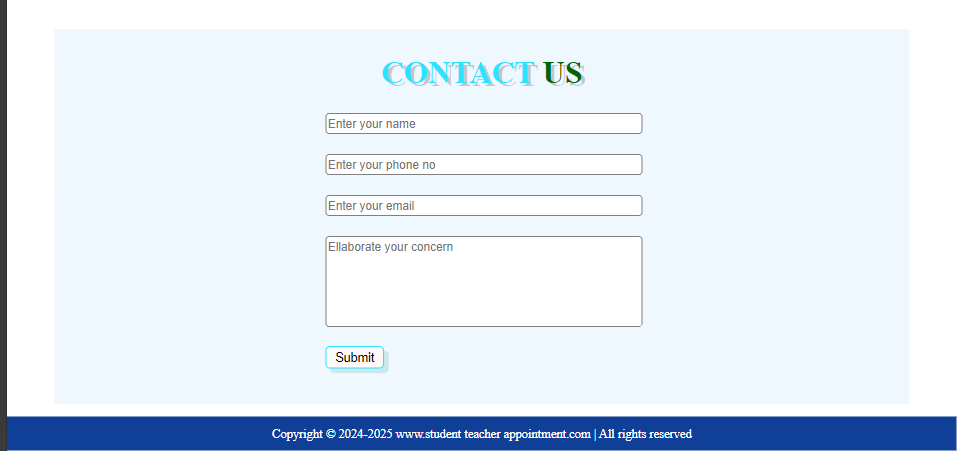 CONTACT US
Enter your name
Enter your phone no
Enter your email
Ellaborate your concern
Submit
Copyright © 2024-2025 www.student teacher appointment.com | All rights reserved